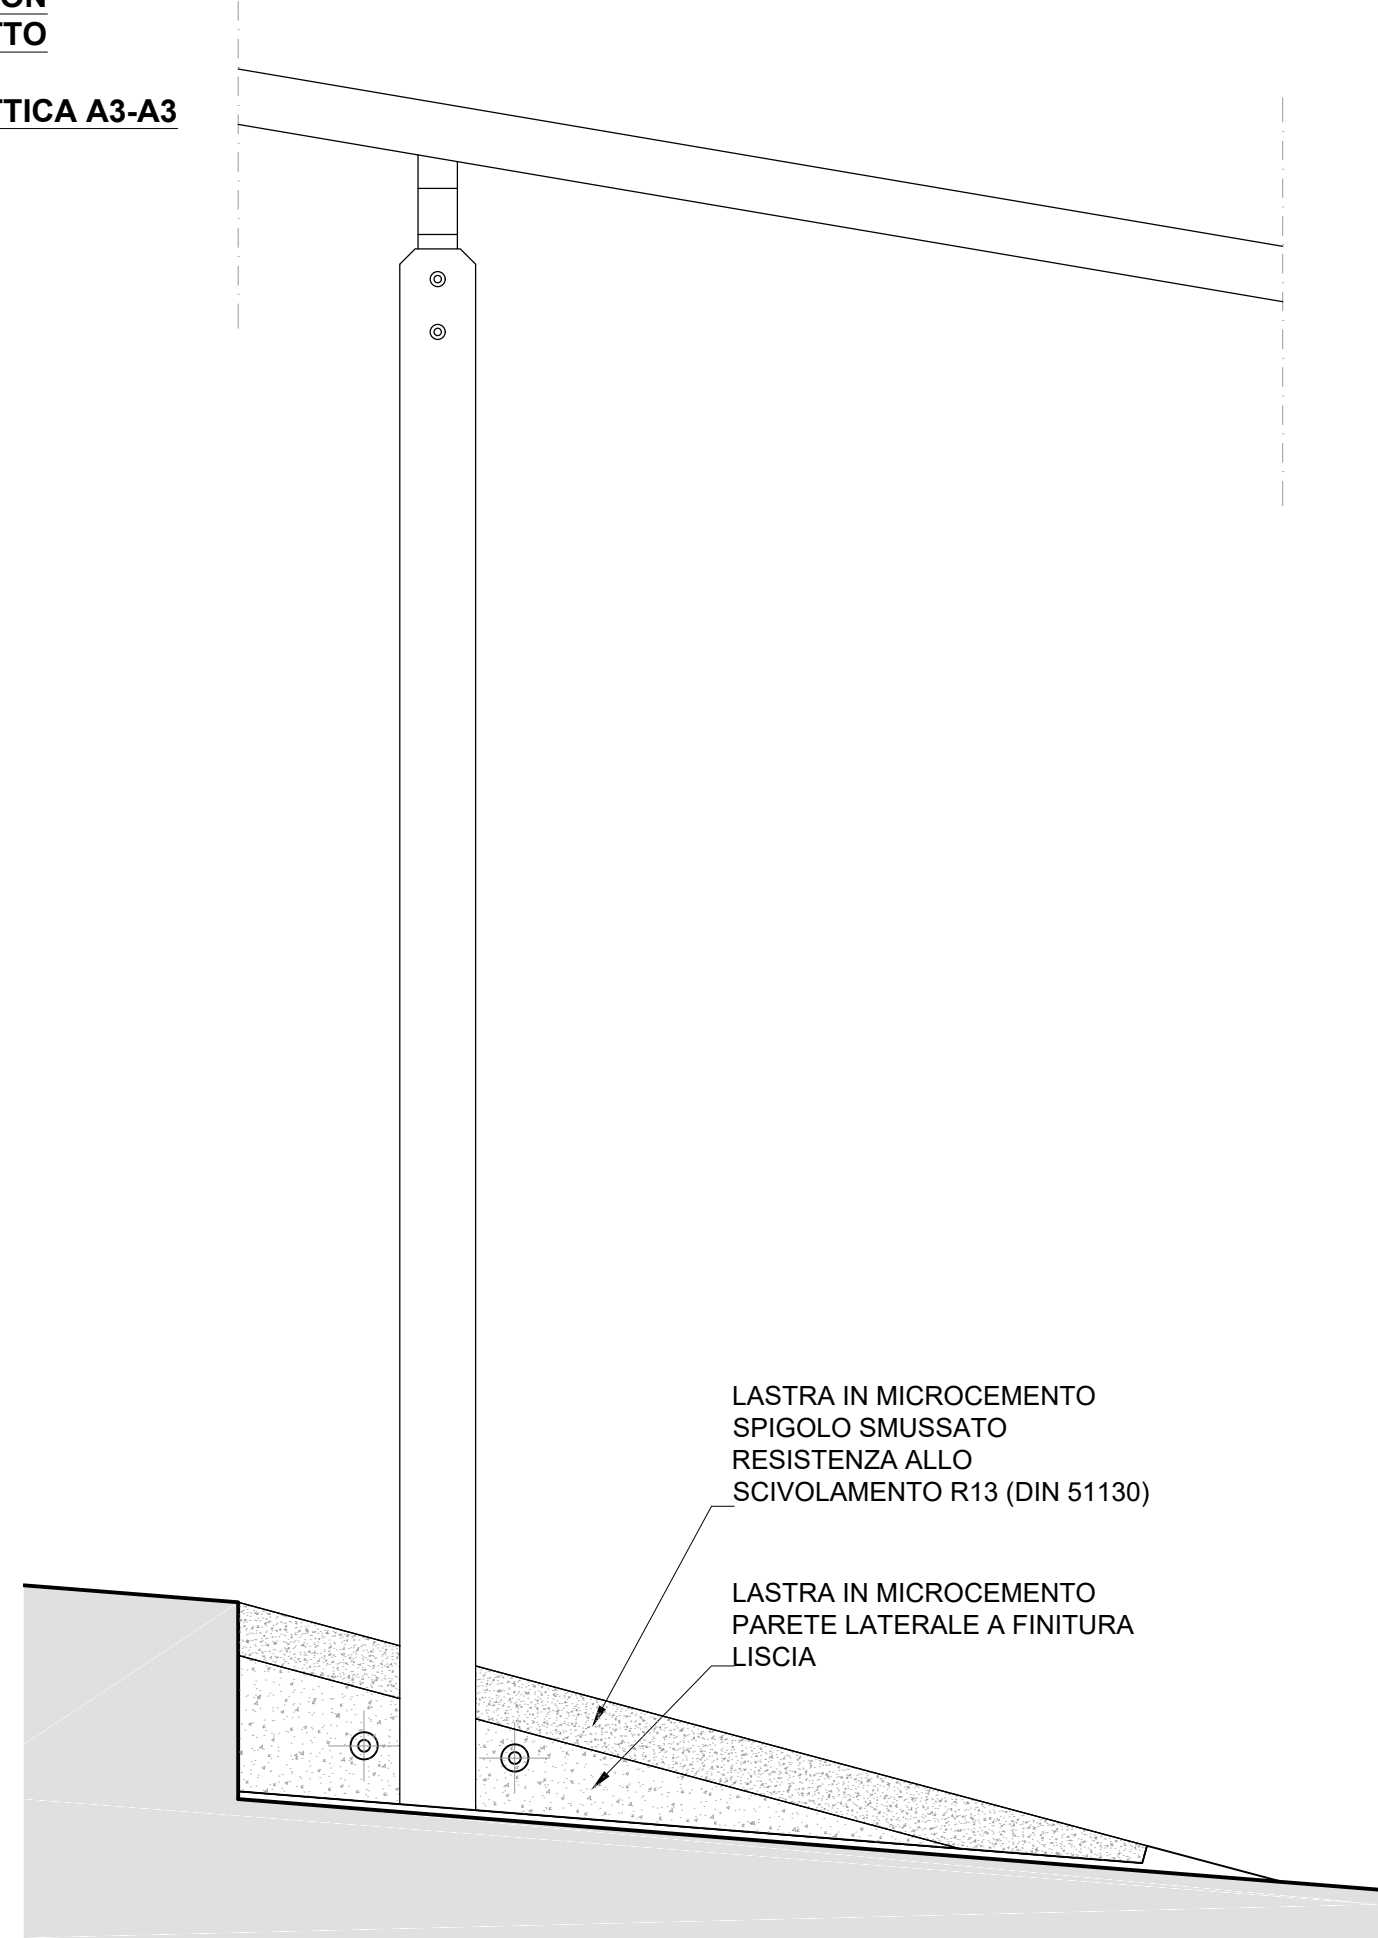 ON
TTO
TTICA A3-A3
LASTRA IN MICROCEMENTO
SPIGOLO SMUSSATO
RESISTENZA ALLO
SCIVOLAMENTO R13 (DIN 51130)
LASTRA IN MICROCEMENTO
PARETE LATERALE A FINITURA
LISCIA